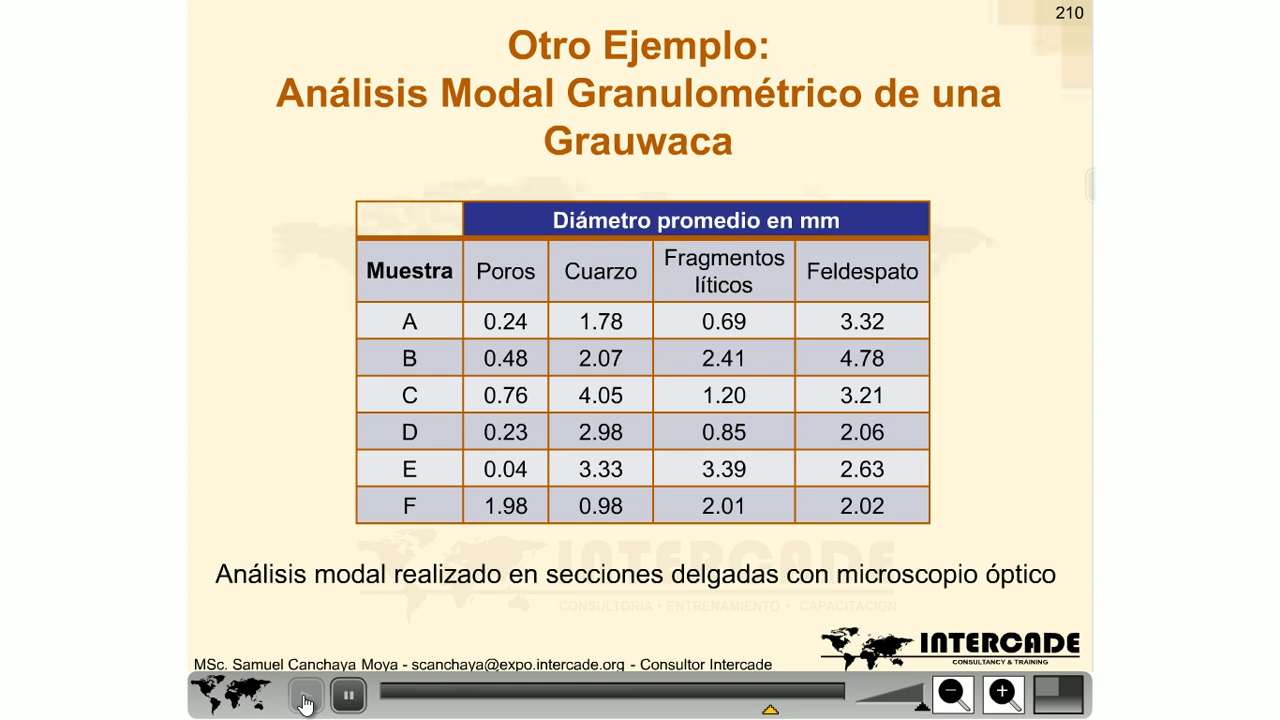 210
Otro Ejemplo:
Análisis Modal Granulométrico de una
Grauwaca
Diámetro promedio en mm
Muestra Poros Cuarzo Fragmentos líticos Feldespato
A 0.24 1.78 0.69 3.32
B 0.48 2.07 2.41 4.78
C 0.76 4.05 1.20 3.21
D 0.23 2.98 0.85 2.06
E 0.04 3.33 3.39 2.63
F 1.98 0.98 2.01 2.02
INTERCADE
Análisis modal realizado en secciones delgadas con microscopio óptico
CONSULTORIA • ENTRENAMIENTO • CAPACITACION
INTERCADE
CONSULTANCY & TRAINING
MSc. Samuel Canchaya Moya - scanchaya@expo.intercade.org - Consultor Intercade